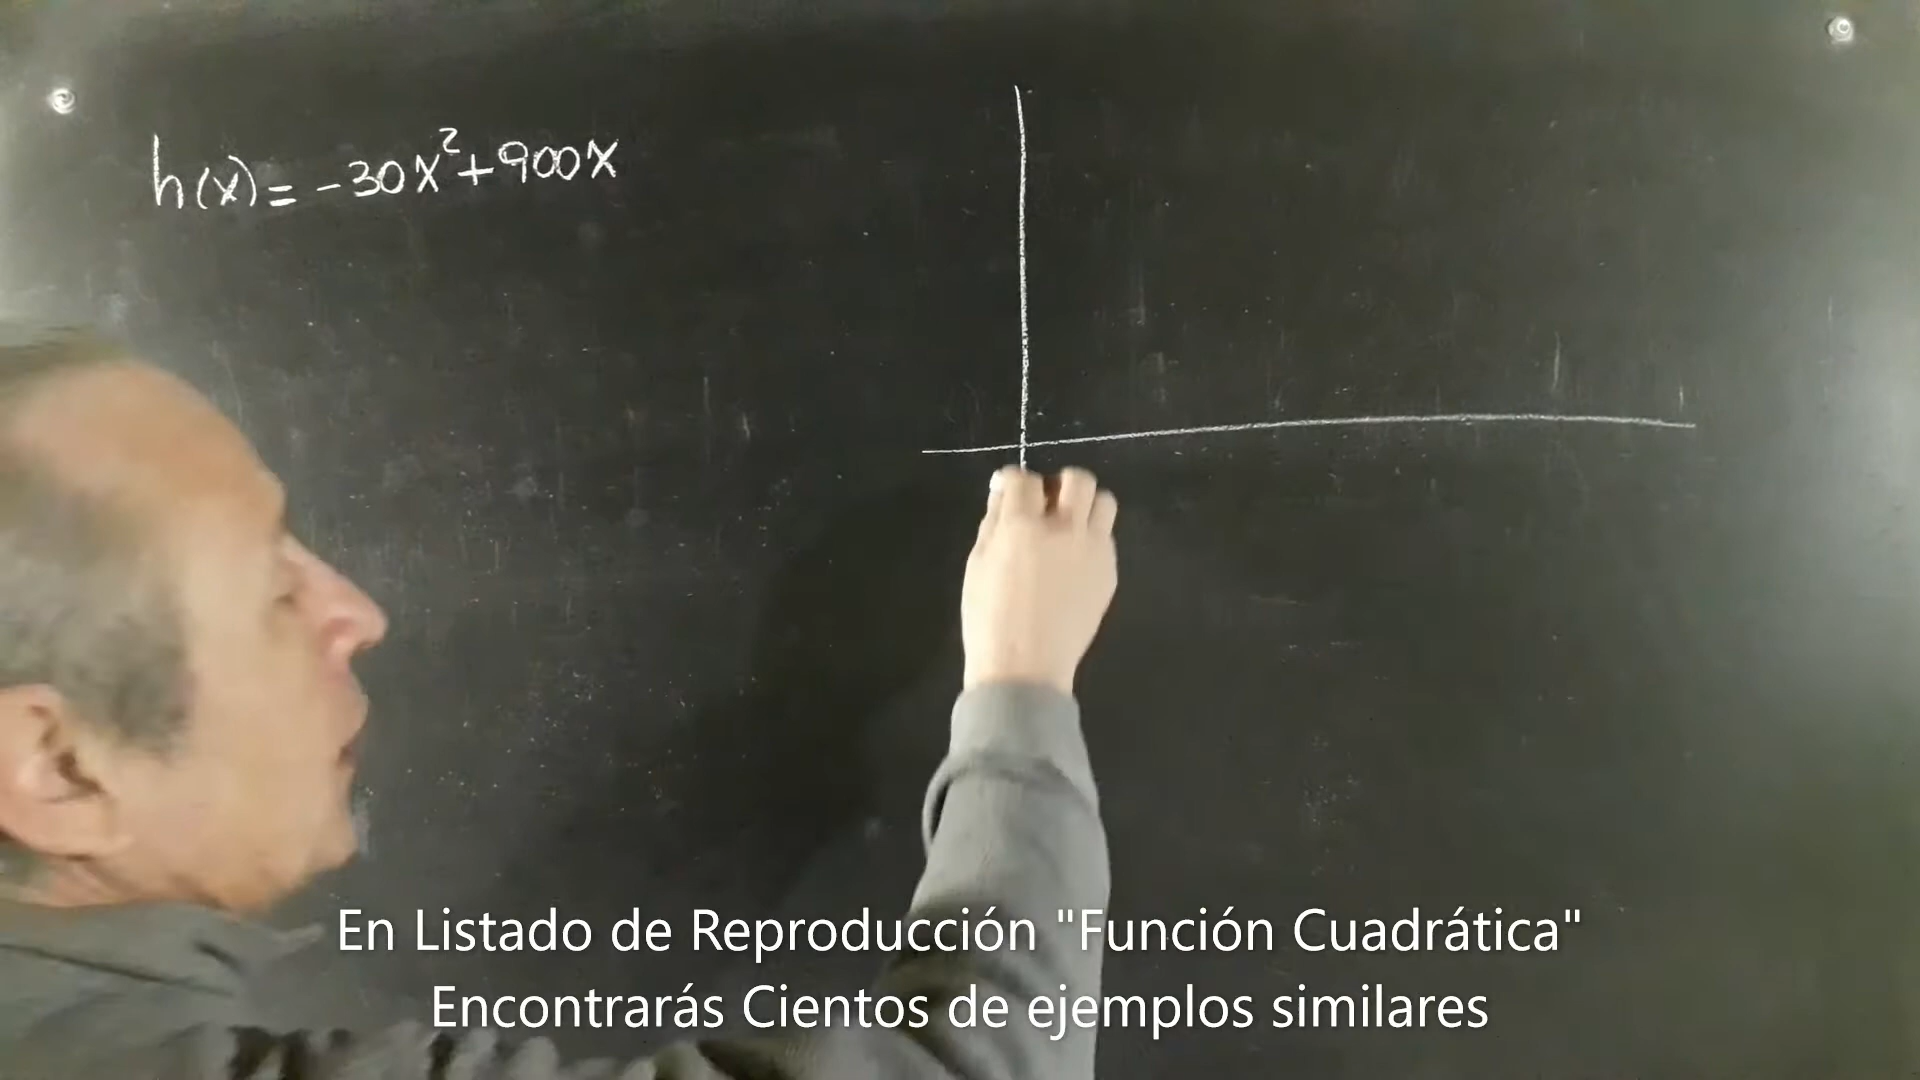 h(x)= -30x²+900x
En Listado de Reproducción "Función Cuadrática"
Encontrarás Cientos de ejemplos similares